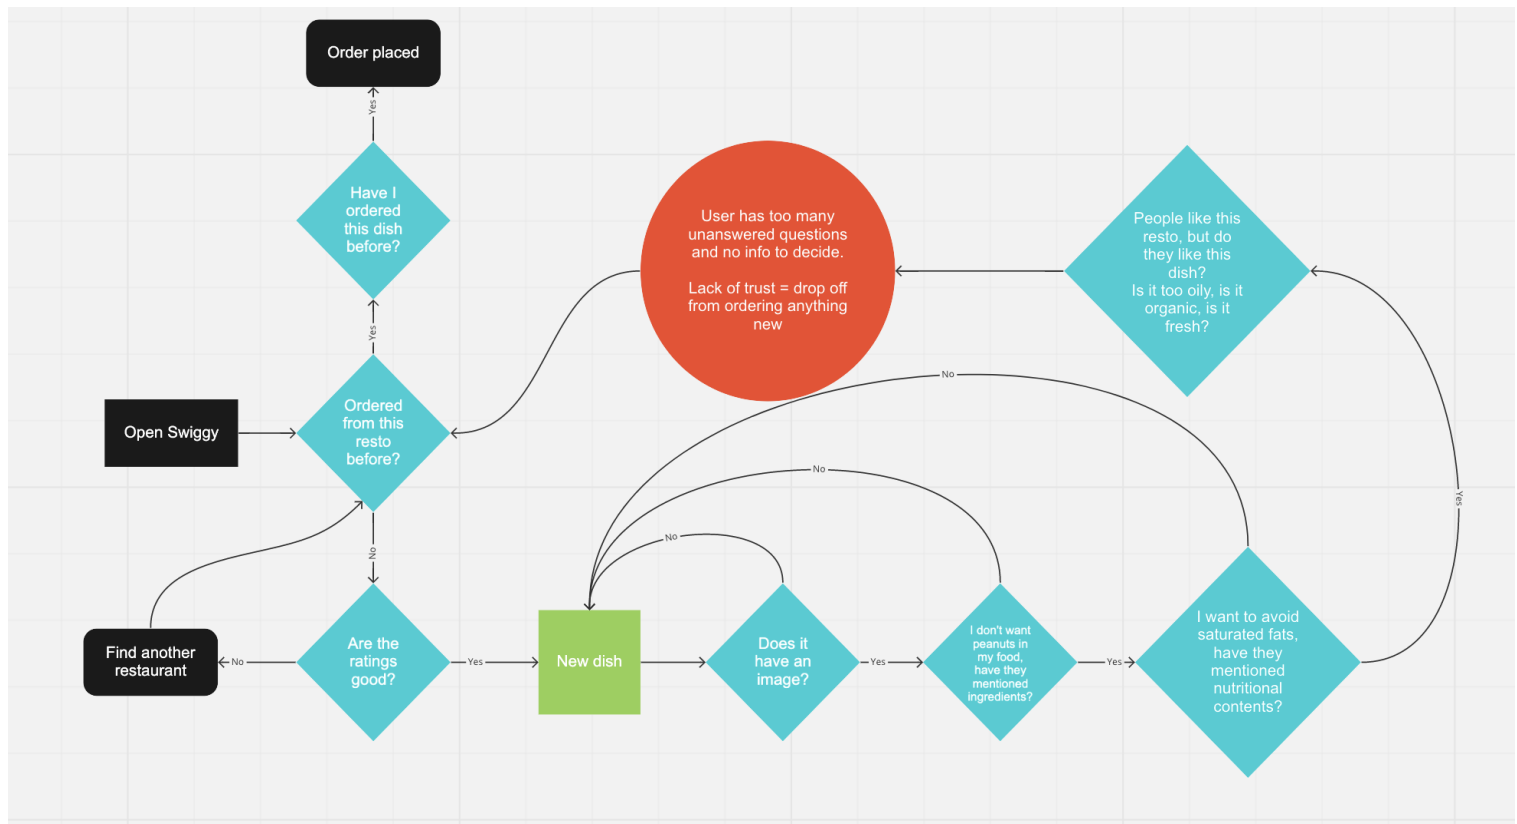 Order placed
Yes
Have I
ordered
this dish
before?
Yes
Open Swiggy
Ordered
from this
resto
before?
No
User has too many
unanswered questions
and no info to decide.
Lack of trust = drop off
from ordering anything
new
People like this
resto, but do
they like this
dish?
Is it too oily, is it
organic, is it
fresh?
No
No
No
Yes
Find another
restaurant
No
Are the
ratings
good?
Yes
New dish
Does it
have an
image?
Yes
I don't want
peanuts in
my food,
have they
mentioned
ingredients?
Yes
I want to avoid
saturated fats,
have they
mentioned
nutritional
contents?